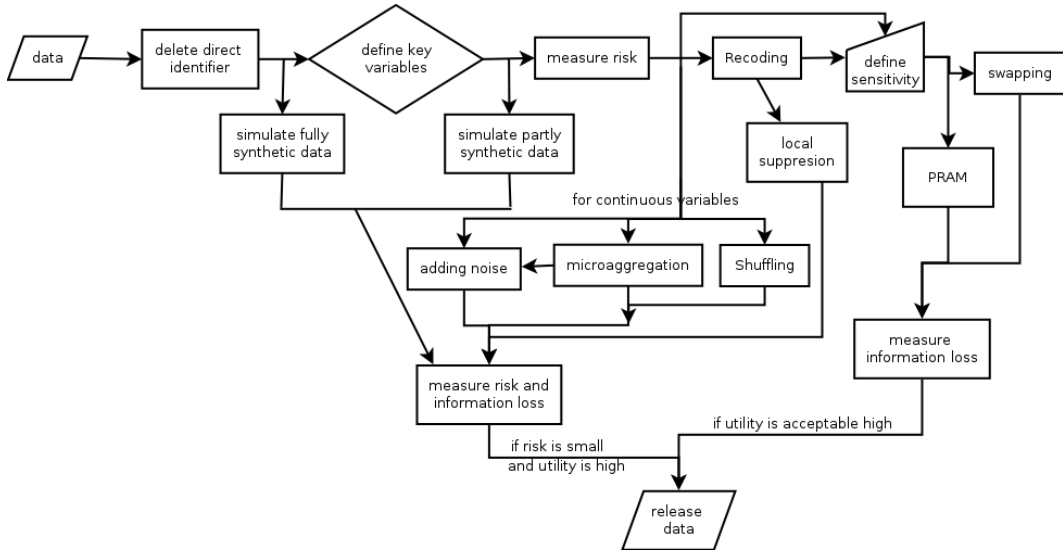 data
delete direct
identifier
define key
variables
measure risk
Recoding
define
sensitivity
swapping
simulate fully
synthetic data
simulate partly
synthetic data
local
suppresion
PRAM
for continuous variables
adding noise
microaggregation
Shuffling
measure
information loss
measure risk and
information loss
if utility is acceptable high
if risk is small
and utility is high
release
data